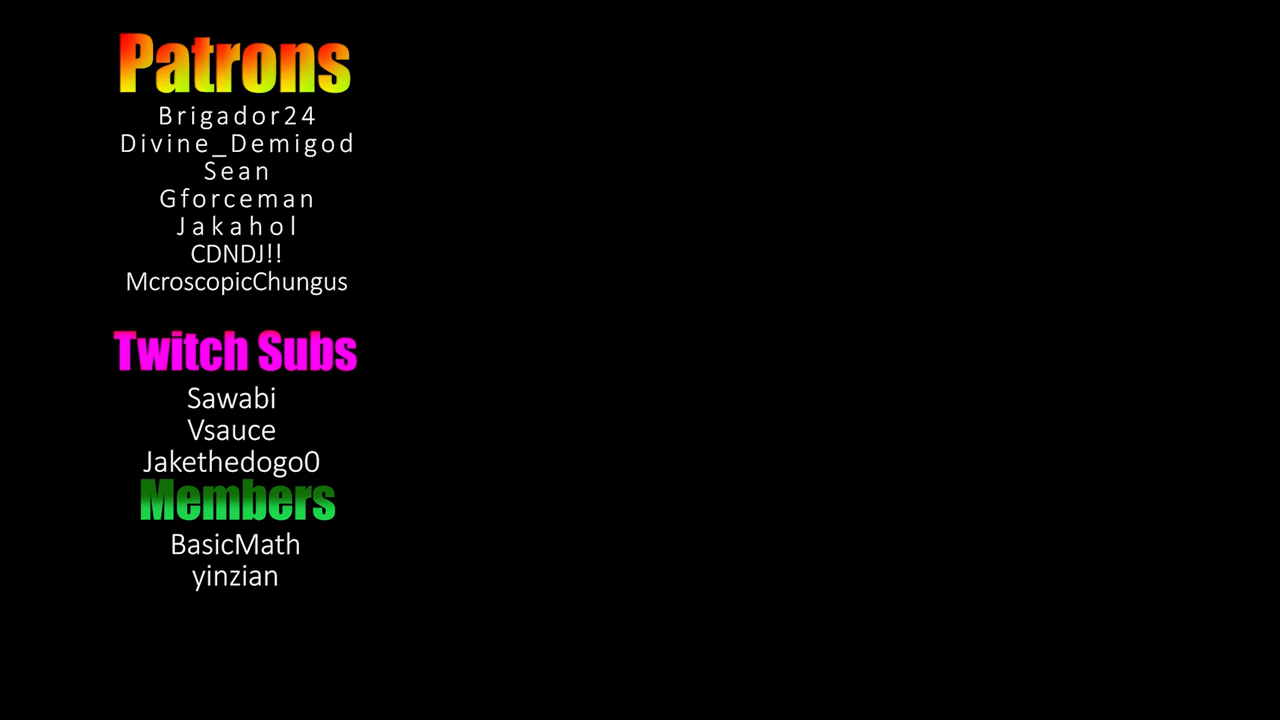 Patrons
Brigador24
Divine_Demigod
Sean
Gforceman
Jakahol
CDNDJ!!
McroscopicChungus
Twitch Subs
Sawabi
Vsauce
Jakethedogo0
Members
BasicMath
yinzian